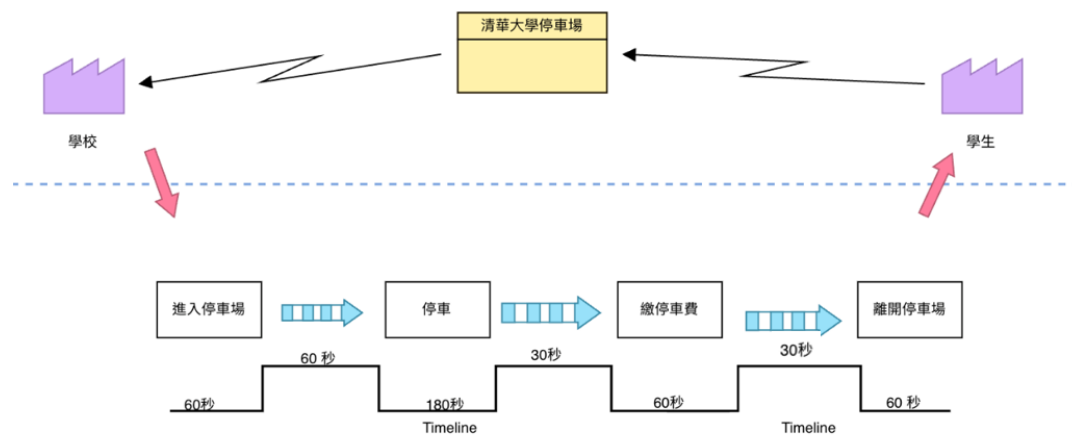 清華大學停車場
學校
學生
進入停車場
停車
繳停車費
離開停車場
60 秒
30秒
30秒
60秒
180秒
60秒
60 秒
Timeline
Timeline